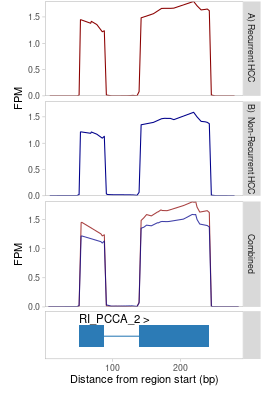 1.5
1.0
0.5
0.0
FPM
A) Recurrent HCC
1.5
1.0
0.5
0.0
B) Non-Recurrent HCC
1.5
1.0
0.5
0.0
FPM
Combined
RI_PCCA_2 >
100 200
Distance from region start (bp)